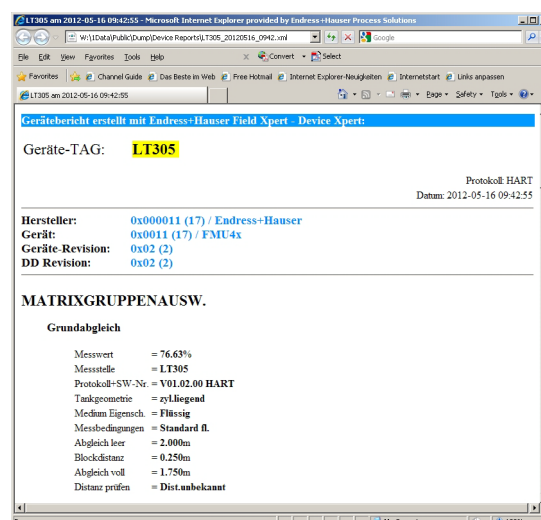 LT305 am 2012-05-16 09:42:55 - Microsoft Internet Explorer provided by Endress+Hauser Process Solutions
W:\1Data\Public\Dump\Device Reports\LT305_20120516_0942.xml
Google
File Edit View Favorites Tools Help
x Convert Select
Favorites Channel Guide Das Beste im Web Free Hotmail Internet Explorer-Neuigkeiten Internetstart Links anpassen
LT305 am 2012-05-16 09:42:55
Page Safety Tools
Gerätebericht erstellt mit Endress+Hauser Field Xpert - Device Xpert:
Geräte-TAG: LT305
Protokoll: HART
Datum: 2012-05-16 09:42:55
Hersteller: 0x000011 (17) / Endress+Hauser
Gerät: 0x0011 (17) / FMU4x
Geräte-Revision: 0x02 (2)
DD Revision: 0x02 (2)
MATRIXGRUPPENAUSW.
Grundabgleich
Messwert = 76.63%
Messstelle = LT305
Protokoll+SW-Nr. = V01.02.00 HART
Tankgeometrie = zyl.liegend
Medium Eigensch. = Flüssig
Messbedingungen = Standard fl.
Abgleich leer = 2.000m
Blockdistanz = 0.250m
Abgleich voll = 1.750m
Distanz prüfen = Dist.unbekannt